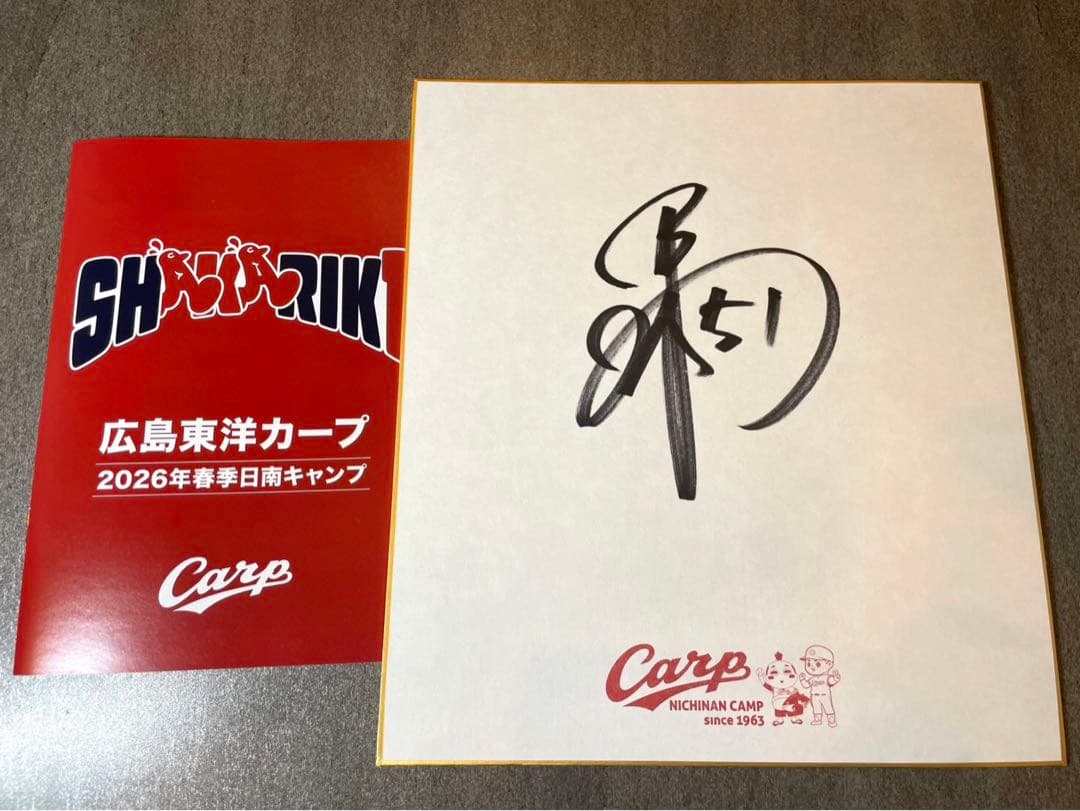 広島東洋カープ
2026年春季日南キャンプ
Carp
51
Carp
NICHINAN CAMP
since 1963